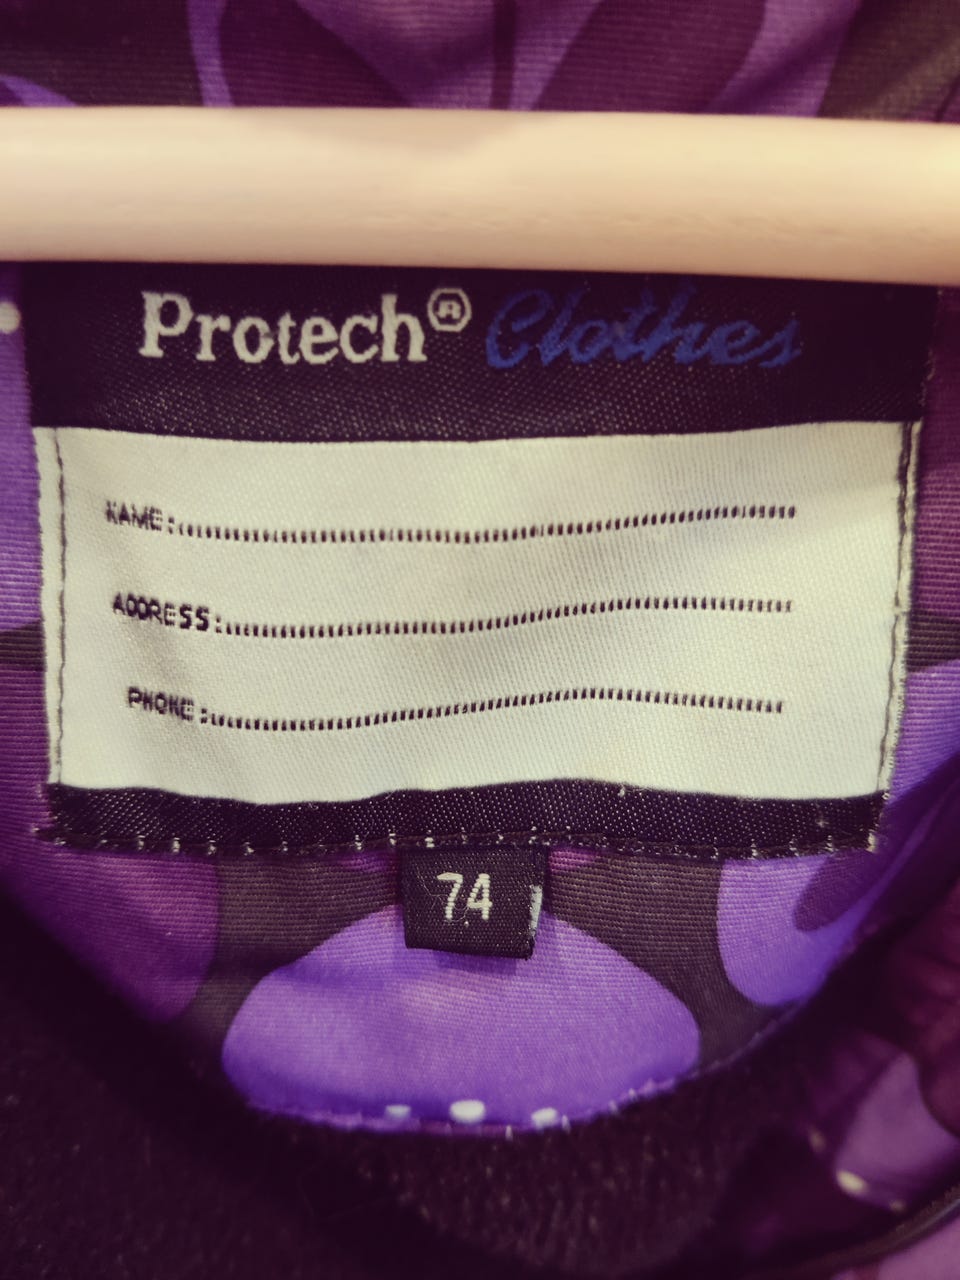 Protech® Clothes
NAME:
ADDRESS:
PHONE:
74